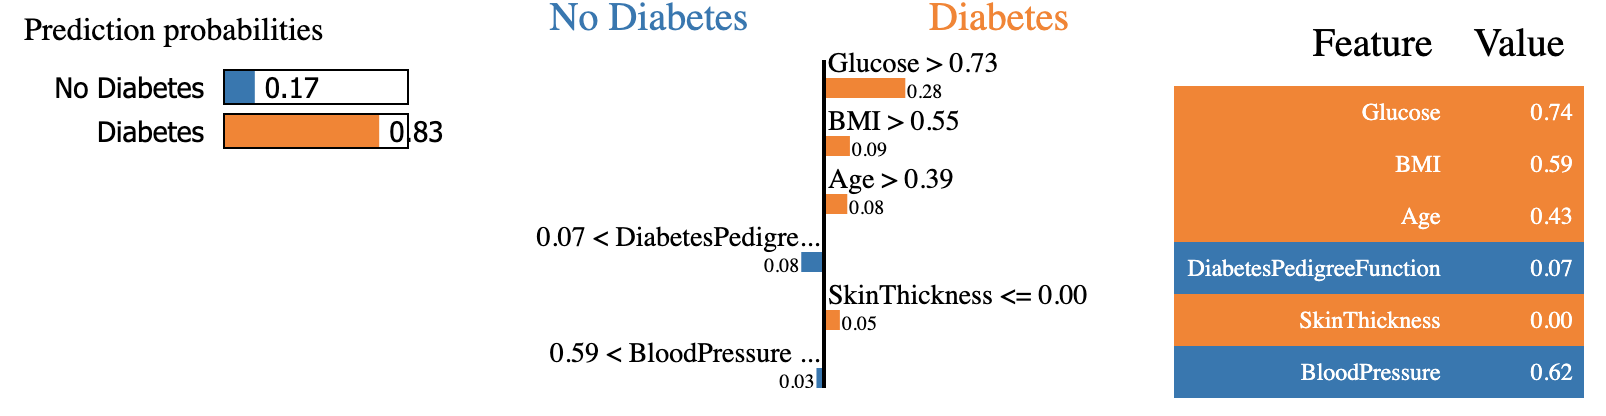 Prediction probabilities
No Diabetes 0.17
Diabetes 0.83
No Diabetes Diabetes
Glucose > 0.73
0.28
BMI > 0.55
0.09
Age > 0.39
0.08
0.07 < DiabetesPedigre...
0.08
SkinThickness <= 0.00
0.05
0.59 < BloodPressure ...
0.03
Feature Value
Glucose 0.74
BMI 0.59
Age 0.43
DiabetesPedigreeFunction 0.07
SkinThickness 0.00
BloodPressure 0.62